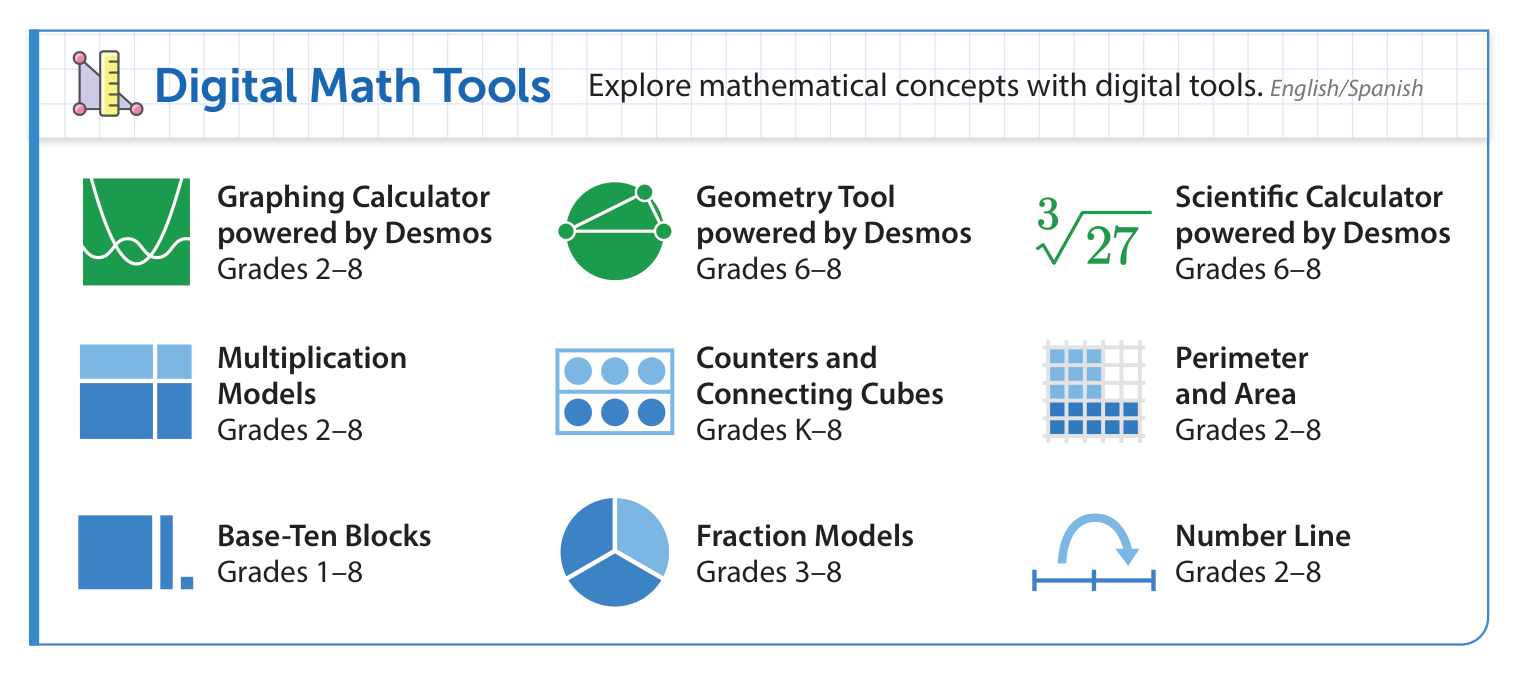 Digital Math Tools Explore mathematical concepts with digital tools. English/Spanish
Graphing Calculator
powered by Desmos
Grades 2–8
Geometry Tool
powered by Desmos
Grades 6–8
3√27
Scientific Calculator
powered by Desmos
Grades 6–8
Multiplication
Models
Grades 2–8
Counters and
Connecting Cubes
Grades K–8
Perimeter
and Area
Grades 2–8
Base-Ten Blocks
Grades 1–8
Fraction Models
Grades 3–8
Number Line
Grades 2–8